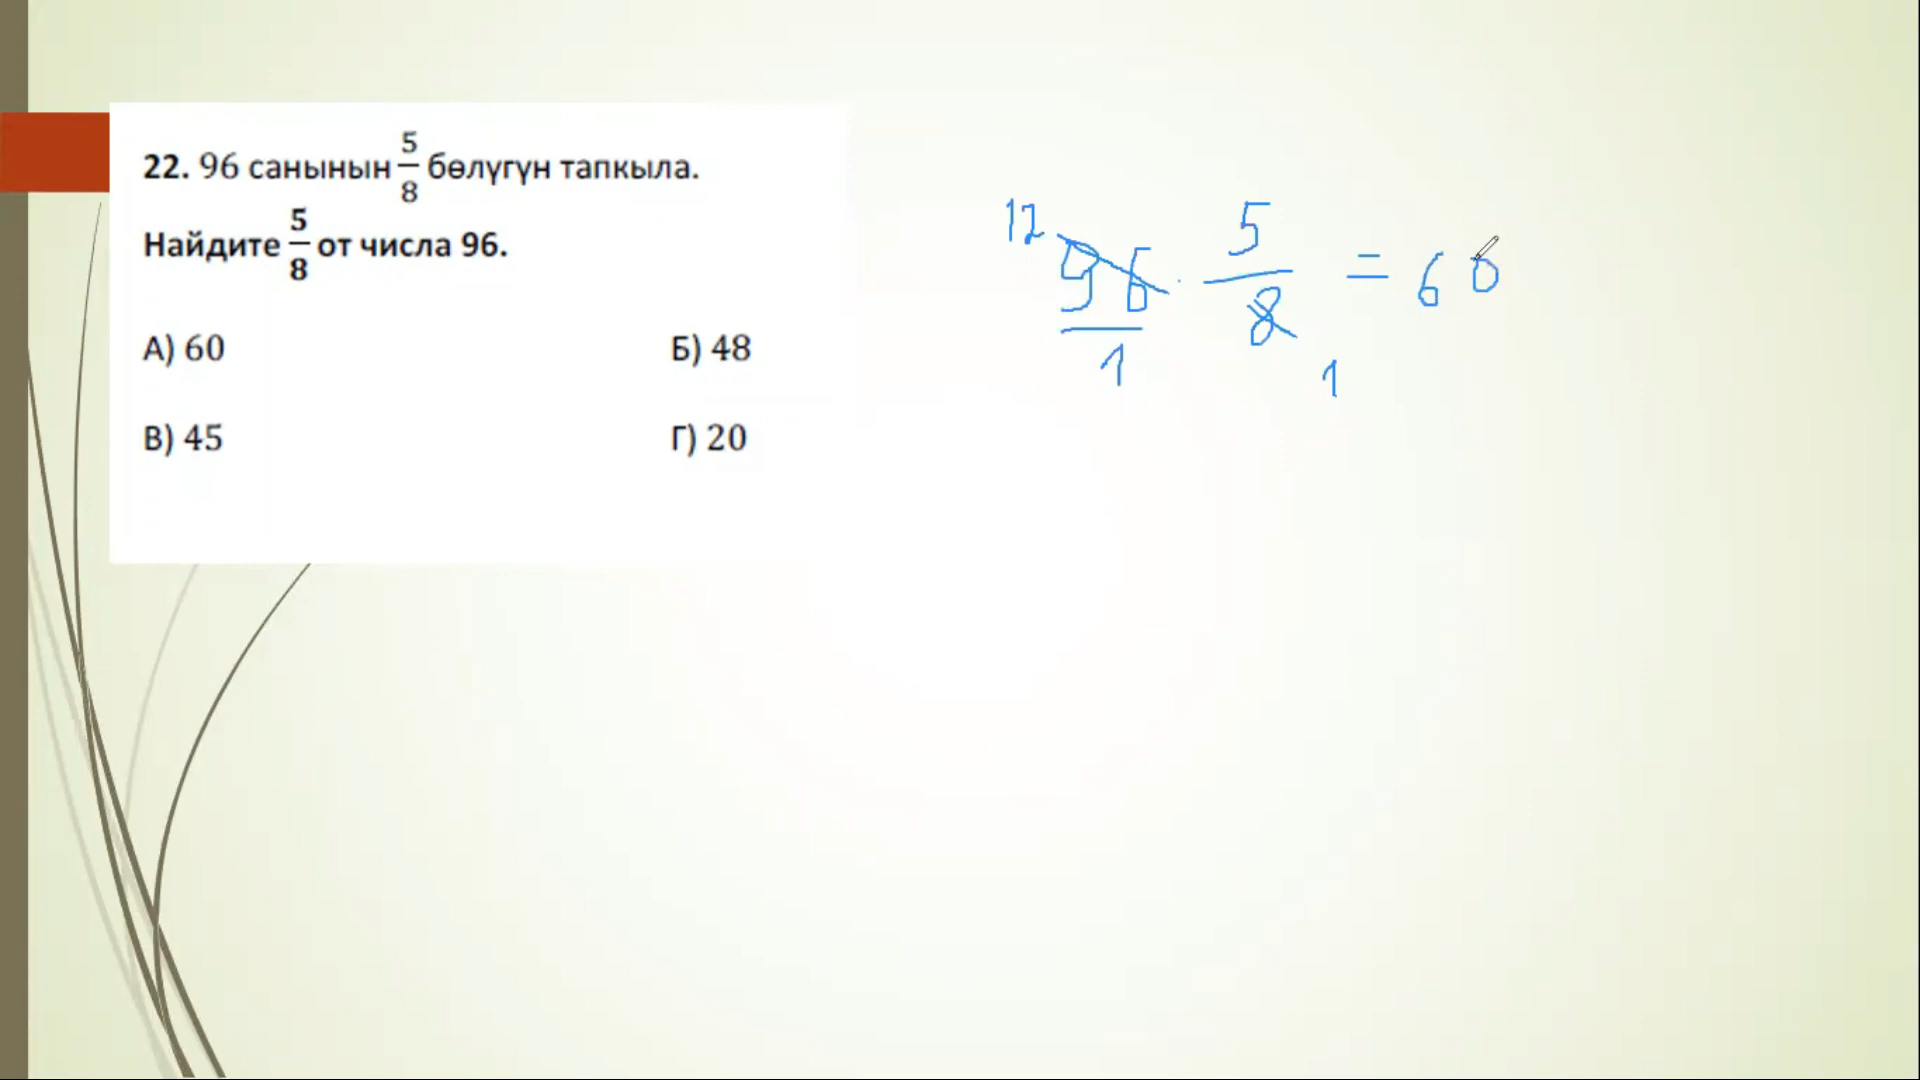 22. 96 санынын 5/8 бөлүгүн тапкыла.
Найдите 5/8 от числа 96.
А) 60 Б) 48
В) 45 Г) 20
12
96/1 · 5/8 = 60
1